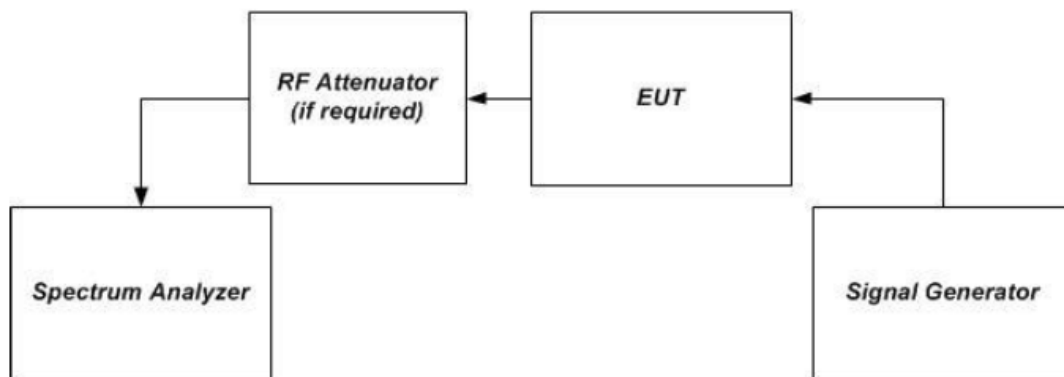 RF Attenuator
(if required)
EUT
Spectrum Analyzer
Signal Generator